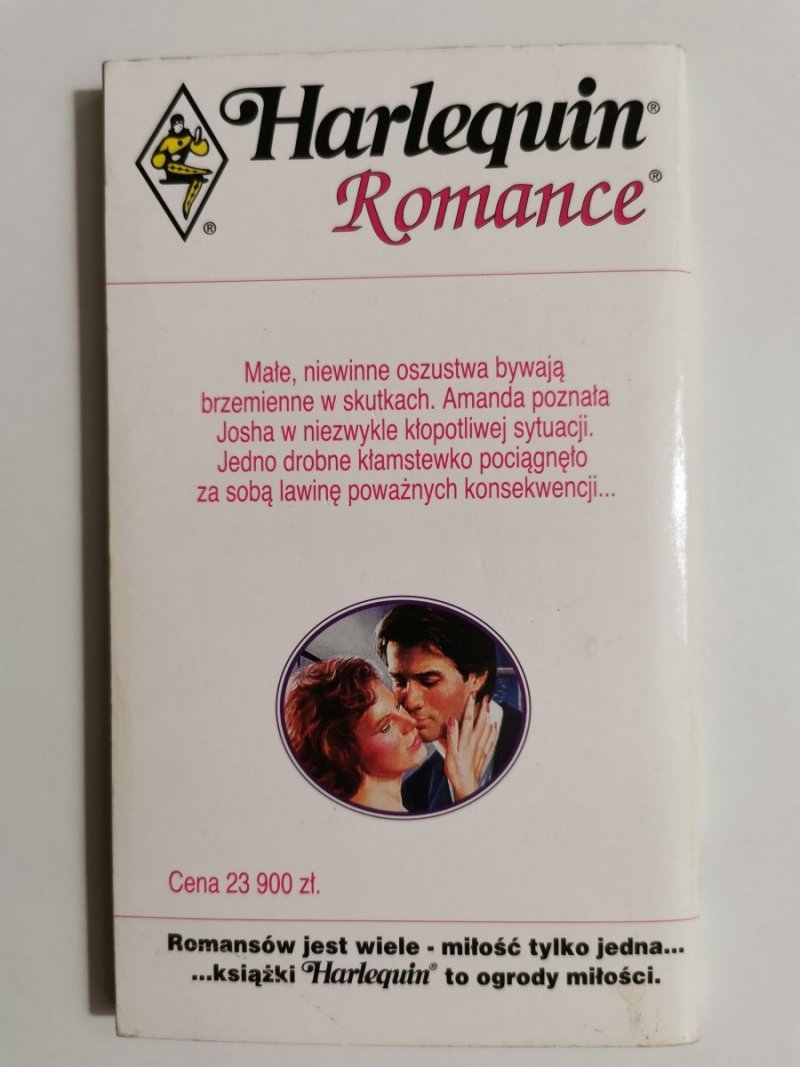 Harlequin®
Romance®
®
Małe, niewinne oszustwa bywają
brzemienne w skutkach. Amanda poznała
Josha w niezwykle kłopotliwej sytuacji.
Jedno drobne kłamstewko pociągnęło
za sobą lawinę poważnych konsekwencji...
Cena 23 900 zł.
Romansów jest wiele - miłość tylko jedna...
...książki Harlequin® to ogrody miłości.